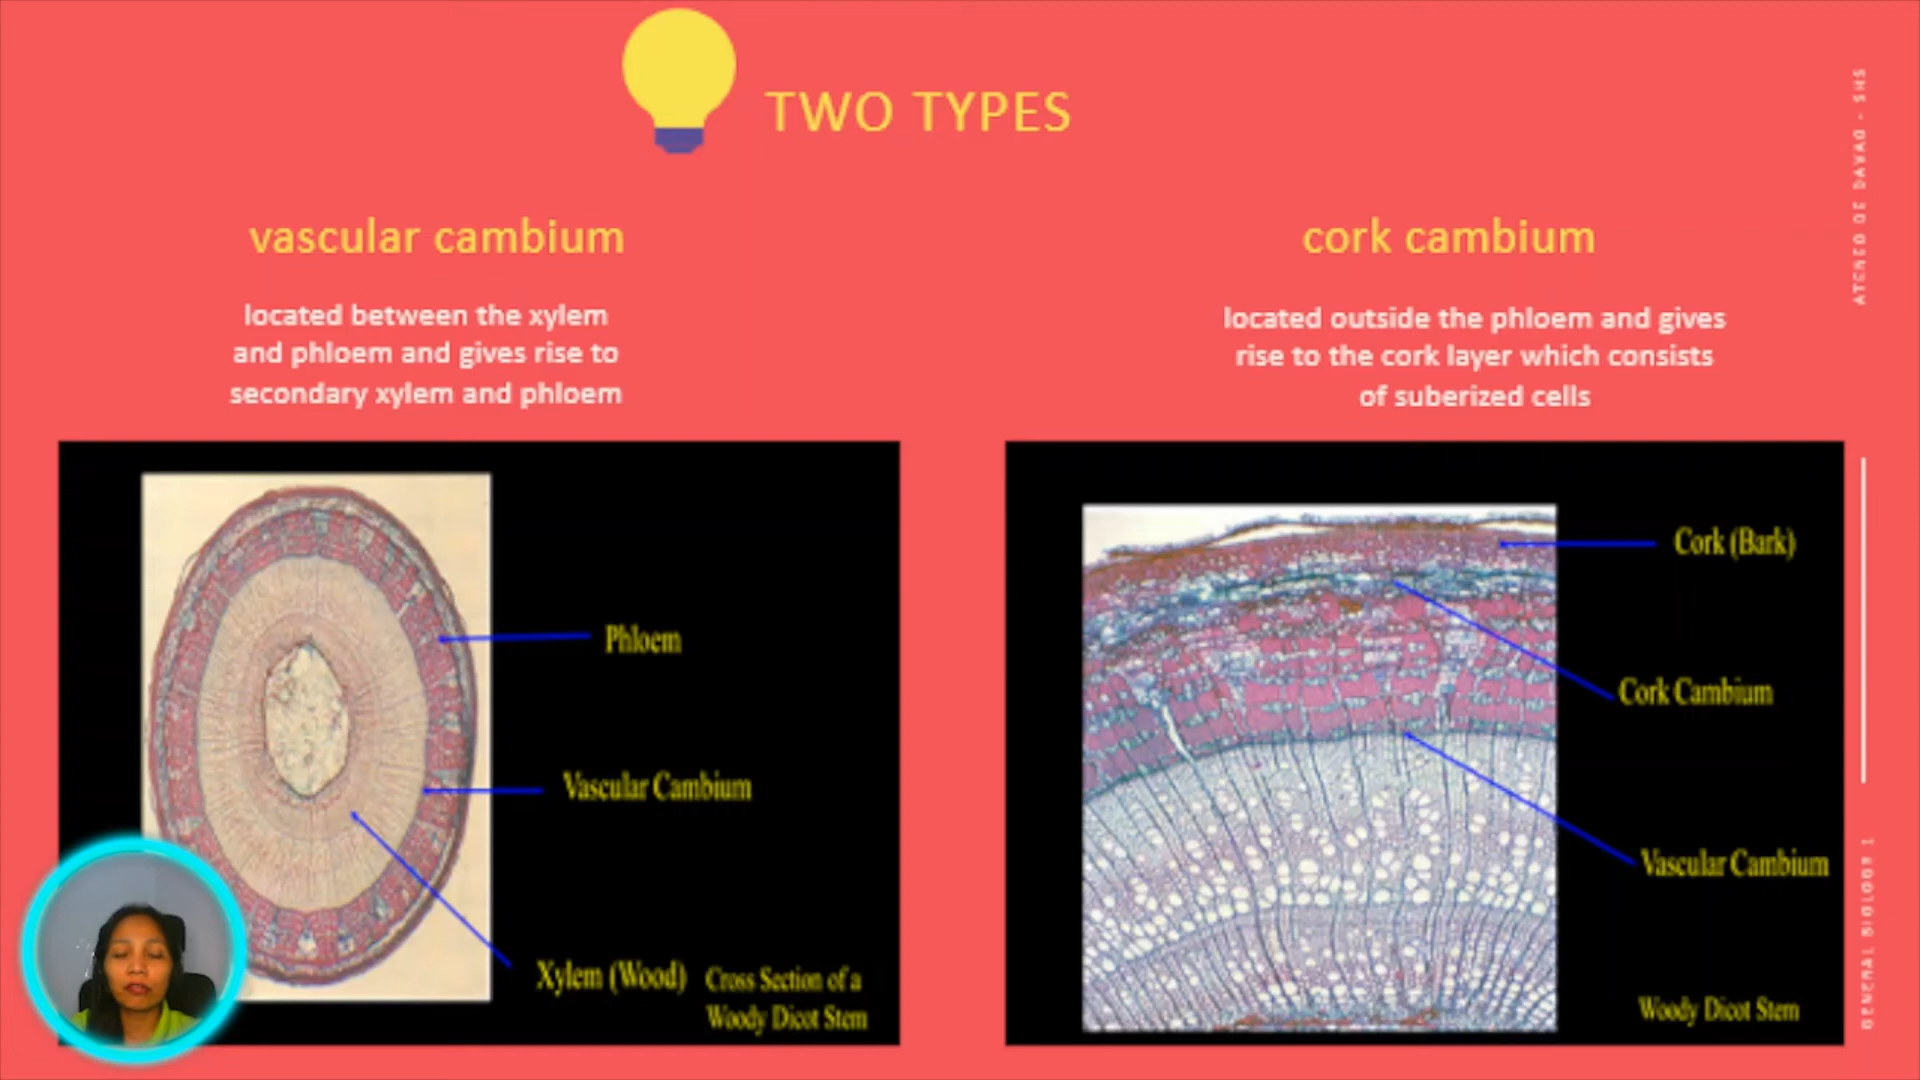 TWO TYPES
vascular cambium
located between the xylem
and phloem and gives rise to
secondary xylem and phloem
Phloem
Vascular Cambium
Xylem (Wood)
Cross Section of a
Woody Dicot Stem
cork cambium
located outside the phloem and gives
rise to the cork layer which consists
of suberized cells
Cork (Bark)
Cork Cambium
Vascular Cambium
Woody Dicot Stem
ATENEO DE DAVAO - SHS
GENERAL BIOLOGY 1